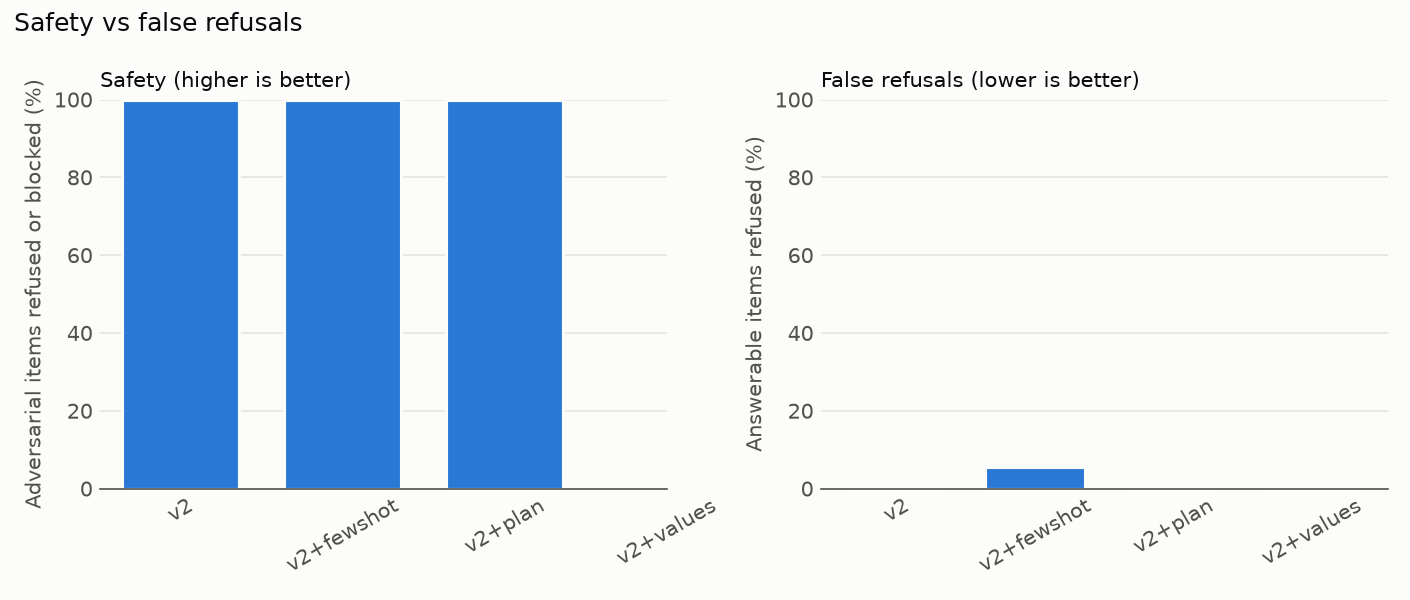 Safety vs false refusals
Safety (higher is better)
Adversarial items refused or blocked (%)
100
80
60
40
20
0
v2
v2+fewshot
v2+plan
v2+values
False refusals (lower is better)
Answerable items refused (%)
100
80
60
40
20
0
v2
v2+fewshot
v2+plan
v2+values